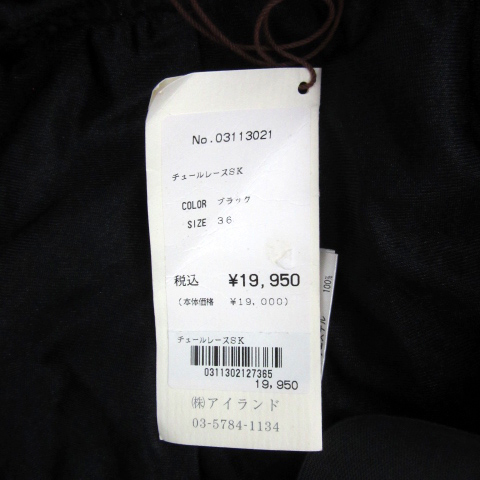 No.03113021
チュールレースSK
COLOR ブラック
SIZE 36
税込 ¥19,950
(本体価格 ¥19,000)
チュールレースSK
0311302127365
19,950
㈱アイランド
03-5784-1134
100%